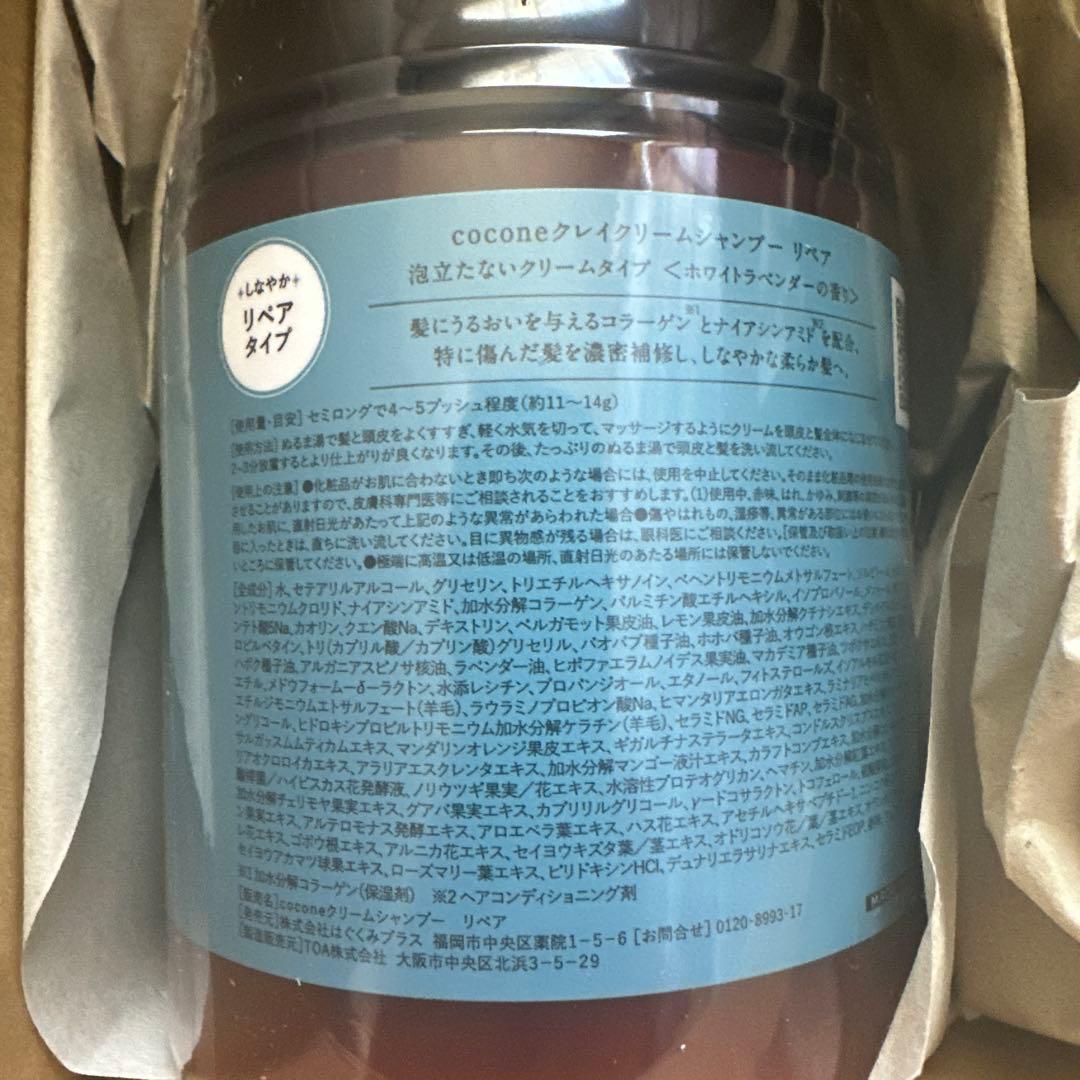 +しなやか+
リペア
タイプ
coconeクレイクリームシャンプー リペア
泡立たないクリームタイプ <ホワイトラベンダーの香り>
髪にうるおいを与えるコラーゲン※1とナイアシンアミド※2を配合。
特に傷んだ髪を濃密補修し、しなやかな柔らか髪へ。
[使用量・目安] セミロングで4〜5プッシュ程度(約11〜14g)
[使用方法] ぬるま湯で髪と頭皮をよくすすぎ、軽く水気を切って、マッサージするようにクリームを頭皮と髪全体に
2〜3分放置するとより仕上がりが良くなります。その後、たっぷりのぬるま湯で頭皮と髪を洗い流してください。
[使用上の注意] ●化粧品がお肌に合わないとき即ち次のような場合には、使用を中止してください。そのまま化粧品類の使用を
させることがありますので、皮膚科専門医等にご相談されることをおすすめします。(1)使用中、赤味、はれ、かゆみ、刺激等の
用したお肌に、直射日光があたって上記のような異常があらわれた場合●傷やはれもの、湿疹等、異常がある部位には
目に入ったときは、直ちに洗い流してください。目に異物感が残る場合は、眼科医にご相談ください。[保管及び取扱い上の注意]
いところに保管してください。●極端に高温又は低温の場所、直射日光のあたる場所には保管しないでください。
[全成分] 水、セテアリルアルコール、グリセリン、トリエチルヘキサノイン、ベヘントリモニウムメトサルフェート、
ントリモニウムクロリド、ナイアシンアミド、加水分解コラーゲン、パルミチン酸エチルヘキシル、イソプロパノール、
ンテト酸5Na、カオリン、クエン酸Na、デキストリン、ベルガモット果皮油、レモン果皮油、加水分解クチナシエキス、
ロピルベタイン、トリ(カプリル酸/カプリン酸)グリセリル、バオバブ種子油、ホホバ種子油、オウゴン根エキス、
ハボク種子油、アルガニアスピノサ核油、ラベンダー油、ヒポファエラムノイデス果実油、マカデミア種子油、
エチル、メドウフォーム-δ-ラクトン、水添レシチン、プロパンジオール、エタノール、フィトステロールズ、
エチルジモニウムエトサルフェート(羊毛)、ラウラミノプロピオン酸Na、ヒマンタリアエロンガタエキス、
ングリコール、ヒドロキシプロピルトリモニウム加水分解ケラチン(羊毛)、セラミドNG、セラミドAP、セラミドAG、
サルガッスムムティカムエキス、マンダリンオレンジ果皮エキス、ギガルチナステラータエキス、コンドルスクリスプス
リアオクロロイカエキス、アラリアエスクレンタエキス、加水分解マンゴー液汁エキス、カラフトコンブエキス、
酸桿菌/ハイビスカス花発酵液、ノリウツギ果実/花エキス、水溶性プロテオグリカン、ヘマチン、
加水分解チェリモヤ果実エキス、グアバ果実エキス、カプリリルグリコール、γ-ドコサラクトン、トコフェロール、
ン果実エキス、アルテロモナス発酵エキス、アロエベラ葉エキス、ハス花エキス、アセチルヘキサペプチド-1、
レ花エキス、ゴボウ根エキス、アルニカ花エキス、セイヨウキズタ葉/茎エキス、オドリコソウ花/葉/茎エキス、
セイヨウアカマツ球果エキス、ローズマリー葉エキス、ピリドキシンHCl、デュナリエラサリナエキス、セラミドEOP、
※1 加水分解コラーゲン(保湿剤) ※2 ヘアコンディショニング剤
[販売名]coconeクリームシャンプー リペア
[発売元]株式会社はぐくみプラス 福岡市中央区薬院1-5-6 [お問合せ] 0120-8993-17
[製造販売元]TOA株式会社 大阪市中央区北浜3-5-29